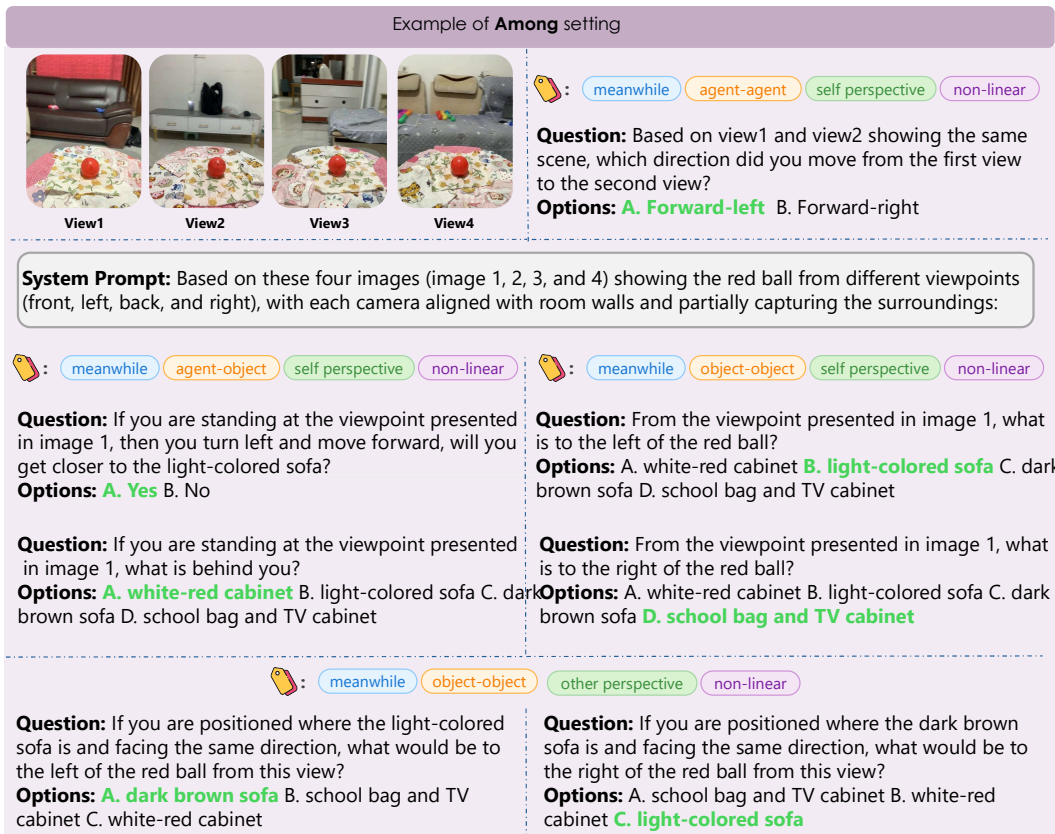 Example of Among setting
View1
View2
View3
View4
: meanwhile agent-agent self perspective non-linear
Question: Based on view1 and view2 showing the same
scene, which direction did you move from the first view
to the second view?
Options: A. Forward-left B. Forward-right
System Prompt: Based on these four images (image 1, 2, 3, and 4) showing the red ball from different viewpoints
(front, left, back, and right), with each camera aligned with room walls and partially capturing the surroundings:
: meanwhile agent-object self perspective non-linear
Question: If you are standing at the viewpoint presented
in image 1, then you turn left and move forward, will you
get closer to the light-colored sofa?
Options: A. Yes B. No
Question: If you are standing at the viewpoint presented
in image 1, what is behind you?
Options: A. white-red cabinet B. light-colored sofa C. dark
brown sofa D. school bag and TV cabinet
: meanwhile object-object self perspective non-linear
Question: From the viewpoint presented in image 1, what
is to the left of the red ball?
Options: A. white-red cabinet B. light-colored sofa C. dark
brown sofa D. school bag and TV cabinet
Question: From the viewpoint presented in image 1, what
is to the right of the red ball?
Options: A. white-red cabinet B. light-colored sofa C. dark
brown sofa D. school bag and TV cabinet
: meanwhile object-object other perspective non-linear
Question: If you are positioned where the light-colored
sofa is and facing the same direction, what would be to
the left of the red ball from this view?
Options: A. dark brown sofa B. school bag and TV
cabinet C. white-red cabinet
Question: If you are positioned where the dark brown
sofa is and facing the same direction, what would be to
the right of the red ball from this view?
Options: A. school bag and TV cabinet B. white-red
cabinet C. light-colored sofa